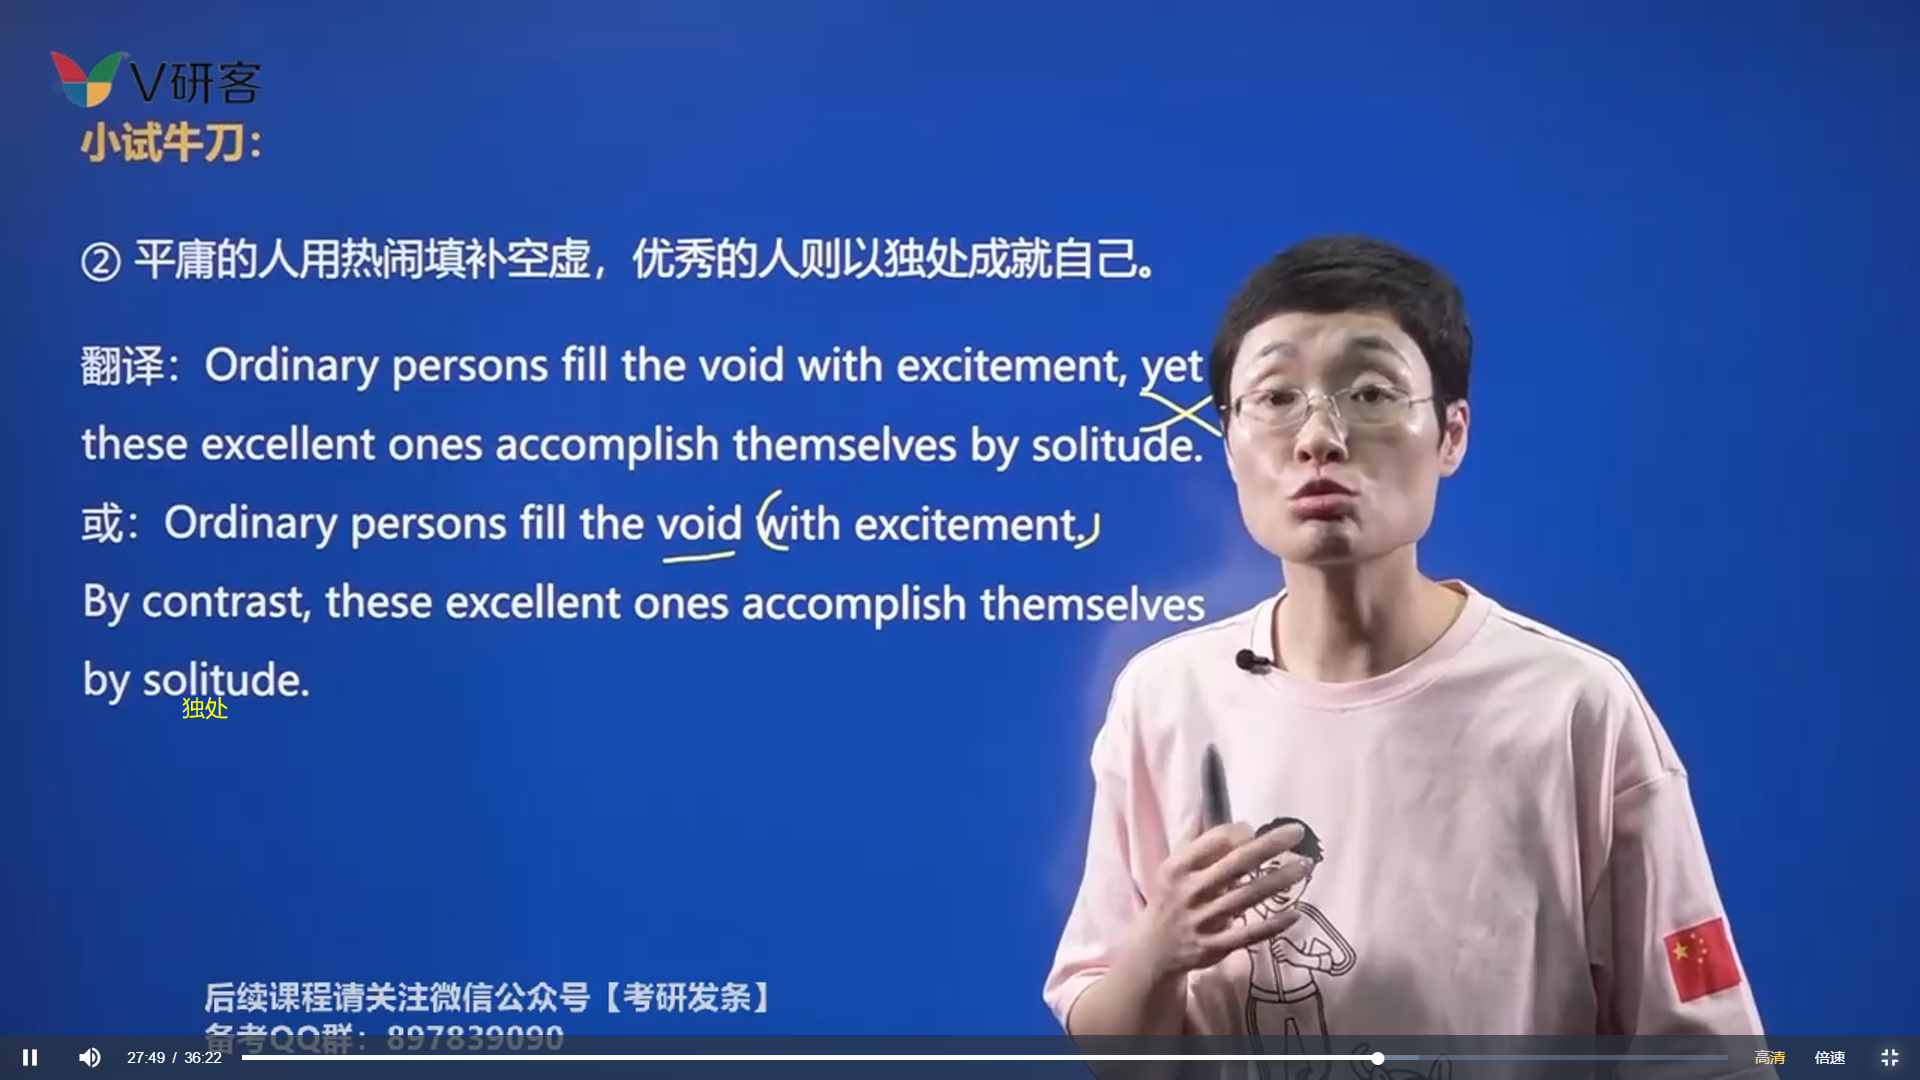 V研客
小试牛刀：
② 平庸的人用热闹填补空虚，优秀的人则以独处成就自己。
翻译：Ordinary persons fill the void with excitement, yet
these excellent ones accomplish themselves by solitude.
或：Ordinary persons fill the void with excitement.
By contrast, these excellent ones accomplish themselves
by solitude.
独处
后续课程请关注微信公众号【考研发条】
备考QQ群：897839090
27:49 / 36:22
高清
倍速